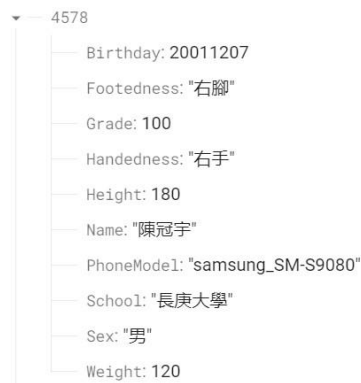 4578
Birthday: 20011207
Footedness: "右腳"
Grade: 100
Handedness: "右手"
Height: 180
Name: "陳冠宇"
PhoneModel: "samsung_SM-S9080"
School: "長庚大學"
Sex: "男"
Weight: 120